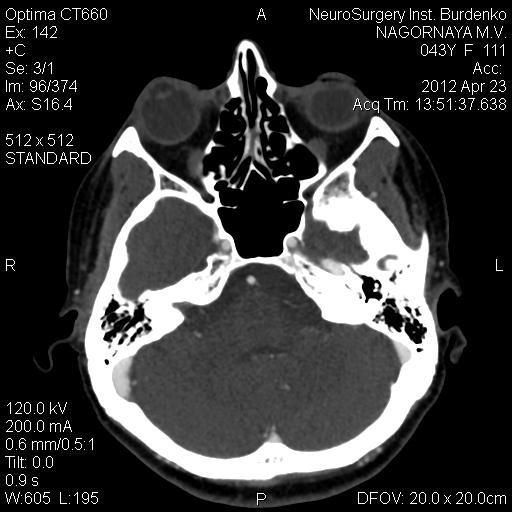 Optima CT660
Ex: 142
+C
Se: 3/1
Im: 96/374
Ax: S16.4
512 x 512
STANDARD
A
NeuroSurgery Inst. Burdenko
NAGORNAYA M.V.
043Y F 111
Acc:
2012 Apr 23
Acq Tm: 13:51:37.638
R
L
120.0 kV
200.0 mA
0.6 mm/0.5:1
Tilt: 0.0
0.9 s
W:605 L:195
P
DFOV: 20.0 x 20.0cm